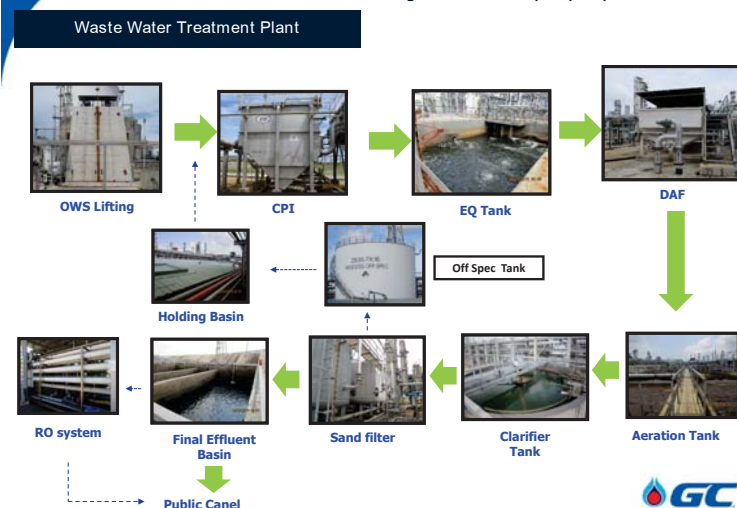 Waste Water Treatment Plant
OWS Lifting
CPI
EQ Tank
DAF
Off Spec Tank
Holding Basin
RO system
Final Effluent
Basin
Sand filter
Clarifier
Tank
Aeration Tank
Public Canel
GC